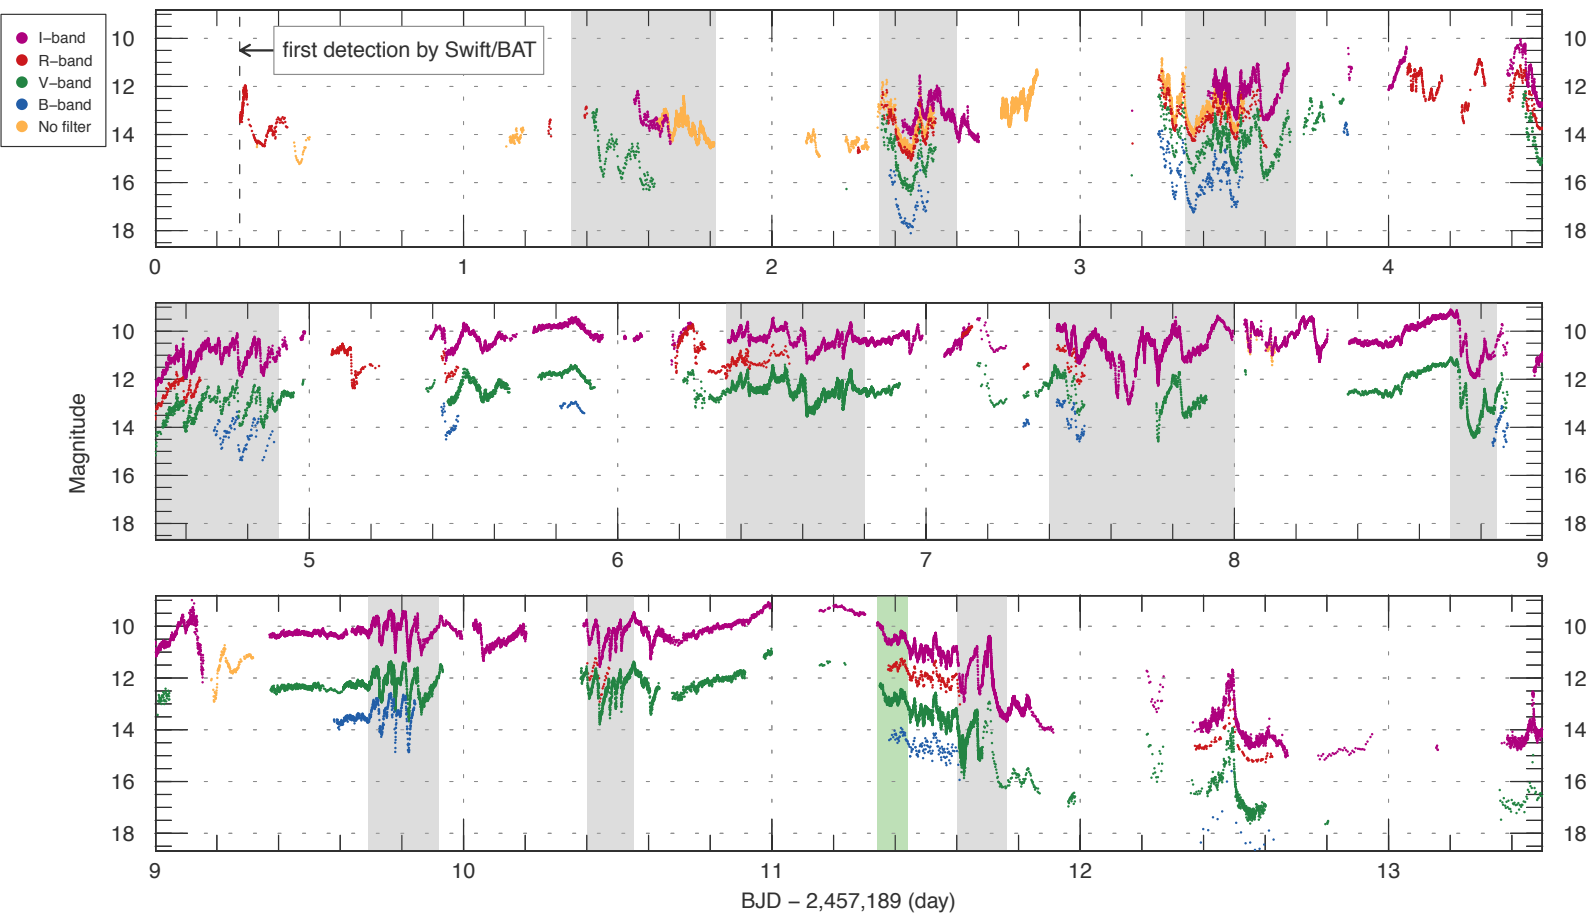 I−band
R−band
V−band
B−band
No filter
first detection by Swift/BAT
10 10
12 12
14 14
16 16
18 18
0 1 2 3 4
10 10
12 12
14 14
16 16
18 18
5 6 7 8 9
Magnitude
10 10
12 12
14 14
16 16
18 18
9 10 11 12 13
BJD − 2,457,189 (day)